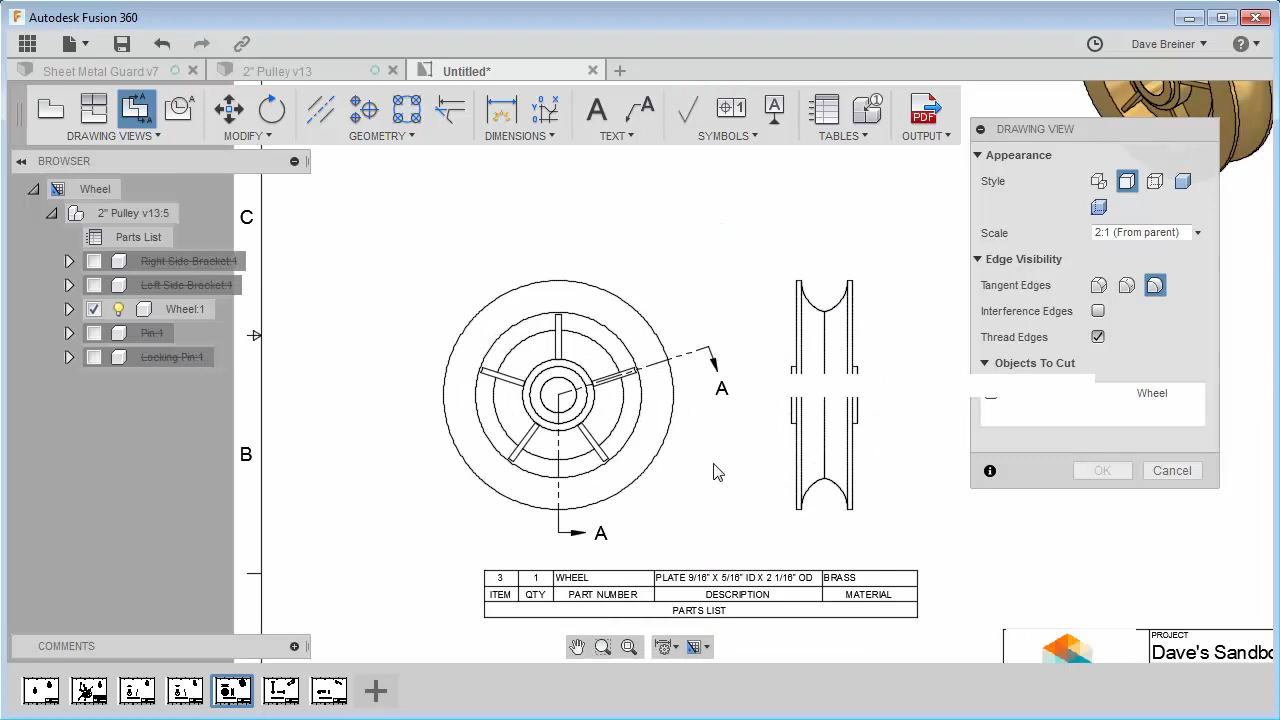 Autodesk Fusion 360
Dave Breiner
Sheet Metal Guard v7
2" Pulley v13
Untitled*
DRAWING VIEWS
MODIFY
GEOMETRY
DIMENSIONS
TEXT
SYMBOLS
TABLES
OUTPUT
PDF
BROWSER
Wheel
2" Pulley v13:5
Parts List
Right Side Bracket:1
Left Side Bracket:1
Wheel:1
Pin:1
Locking Pin:1
COMMENTS
C
B
A
A
3 1 WHEEL PLATE 9/16" X 5/16" ID X 2 1/16" OD BRASS
ITEM QTY PART NUMBER DESCRIPTION MATERIAL
PARTS LIST
DRAWING VIEW
Appearance
Style
Scale 2:1 (From parent)
Edge Visibility
Tangent Edges
Interference Edges
Thread Edges
Objects To Cut
Wheel
OK Cancel
PROJECT
Dave's Sandbo